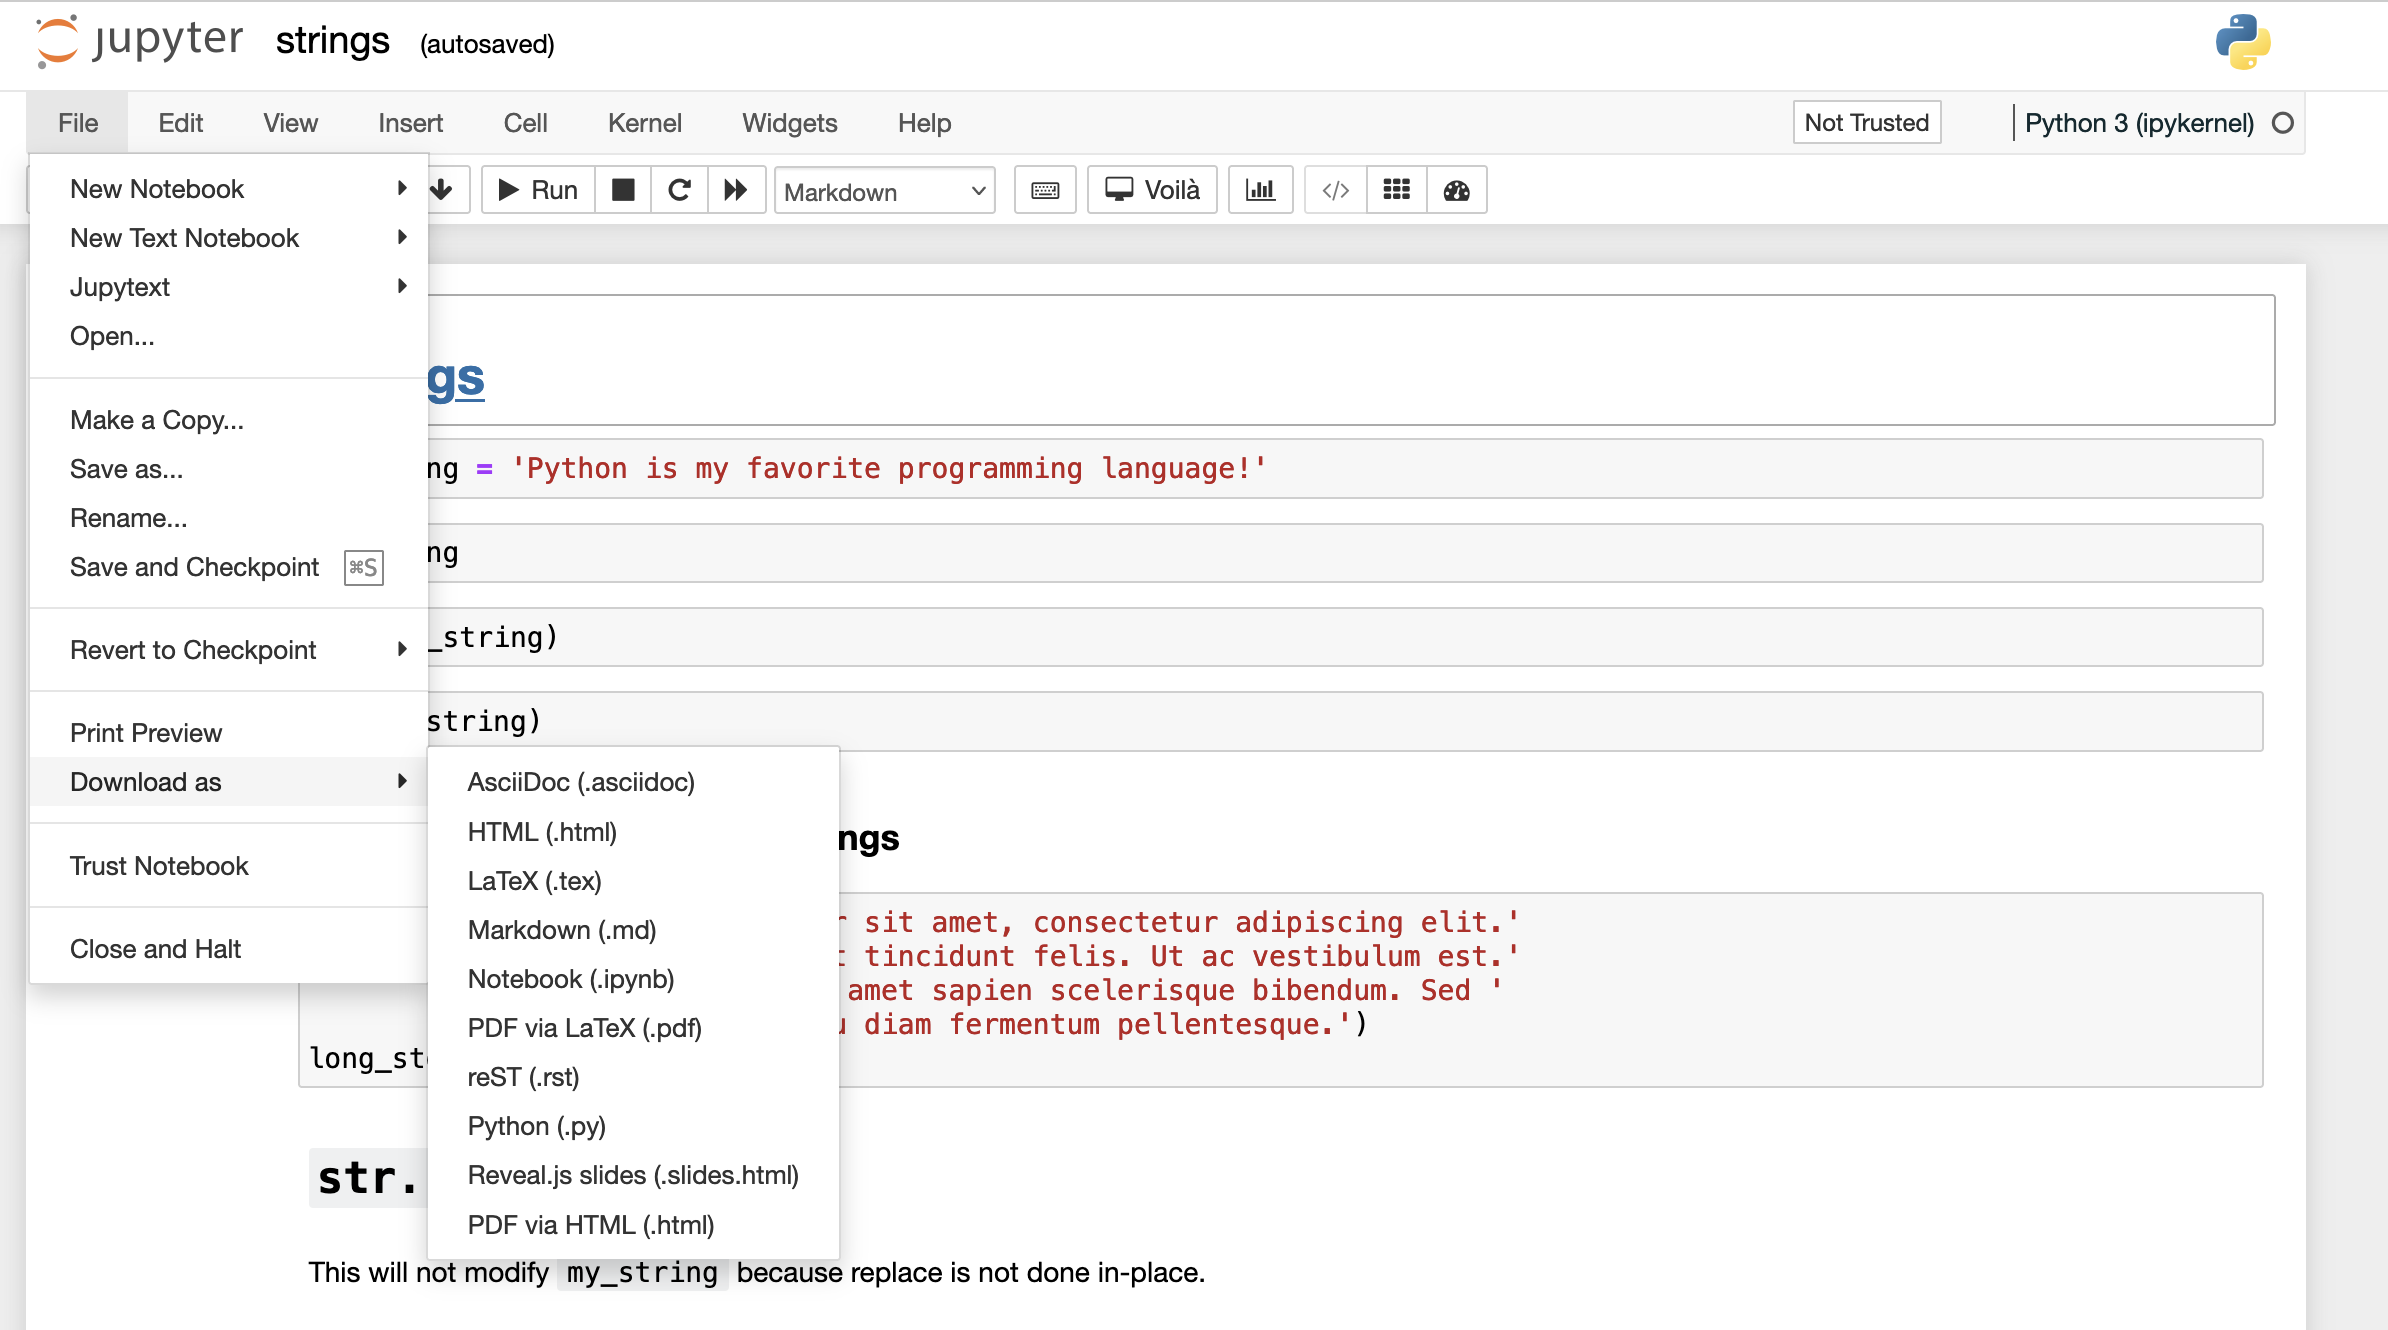 jupyter strings (autosaved)
File Edit View Insert Cell Kernel Widgets Help Not Trusted Python 3 (ipykernel)
Run Markdown Voilà </>
New Notebook
New Text Notebook
Jupytext
Open...
Make a Copy...
Save as...
Rename...
Save and Checkpoint ⌘S
Revert to Checkpoint
Print Preview
Download as
Trust Notebook
Close and Halt
AsciiDoc (.asciidoc)
HTML (.html)
LaTeX (.tex)
Markdown (.md)
Notebook (.ipynb)
PDF via LaTeX (.pdf)
reST (.rst)
Python (.py)
Reveal.js slides (.slides.html)
PDF via HTML (.html)
gs
ng = 'Python is my favorite programming language!'
ng
_string)
string)
ngs
sit amet, consectetur adipiscing elit.'
tincidunt felis. Ut ac vestibulum est.'
amet sapien scelerisque bibendum. Sed '
diam fermentum pellentesque.')
long_st
str.
This will not modify my_string because replace is not done in-place.